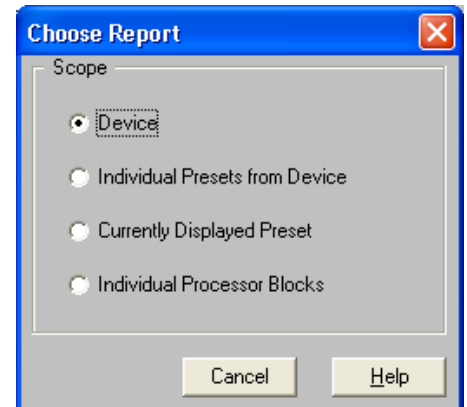 Choose Report
Scope
Device
Individual Presets from Device
Currently Displayed Preset
Individual Processor Blocks
Cancel Help